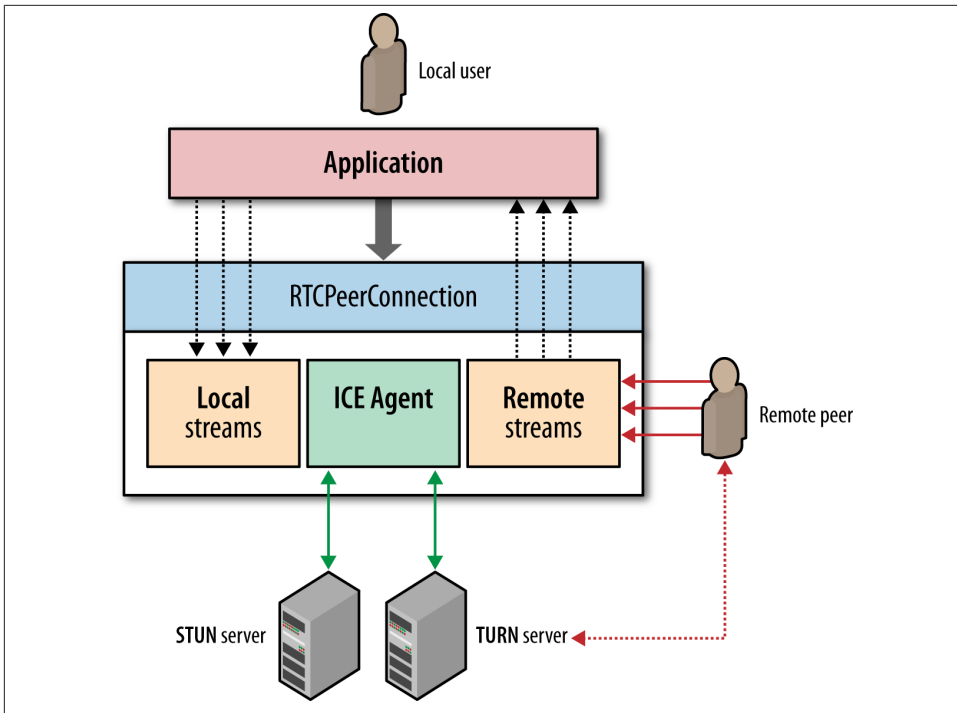 Local user
Application
RTCPeerConnection
Local
streams
ICE Agent
Remote
streams
Remote peer
STUN server
TURN server